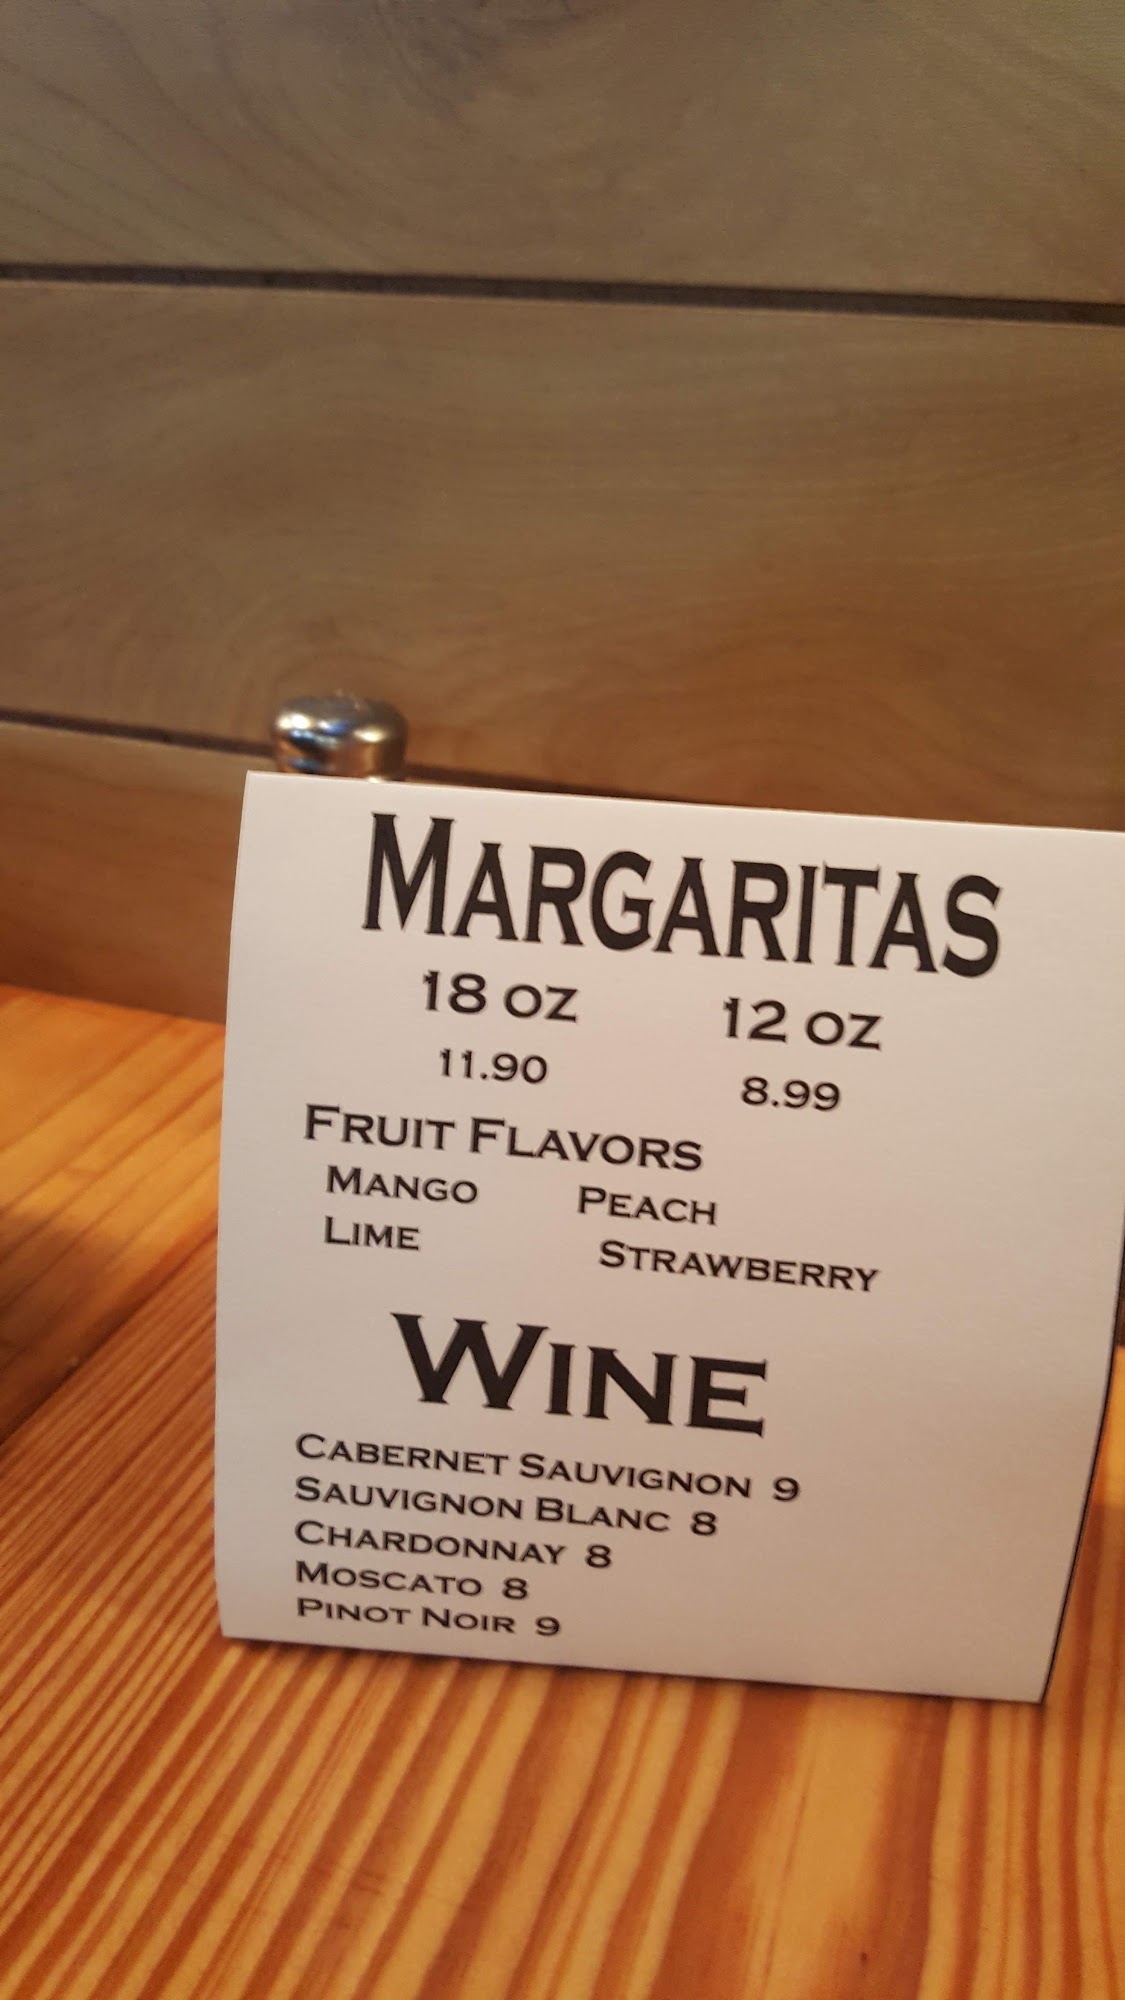 MARGARITAS
18 OZ 12 OZ
11.90 8.99
FRUIT FLAVORS
MANGO PEACH
LIME STRAWBERRY
WINE
CABERNET SAUVIGNON 9
SAUVIGNON BLANC 8
CHARDONNAY 8
MOSCATO 8
PINOT NOIR 9